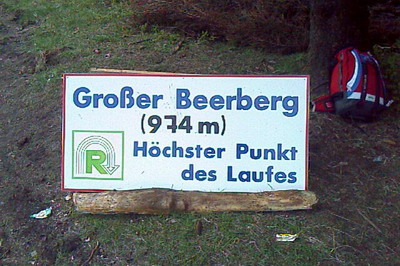 Großer Beerberg
(974 m)
R
Höchster Punkt
des Laufes